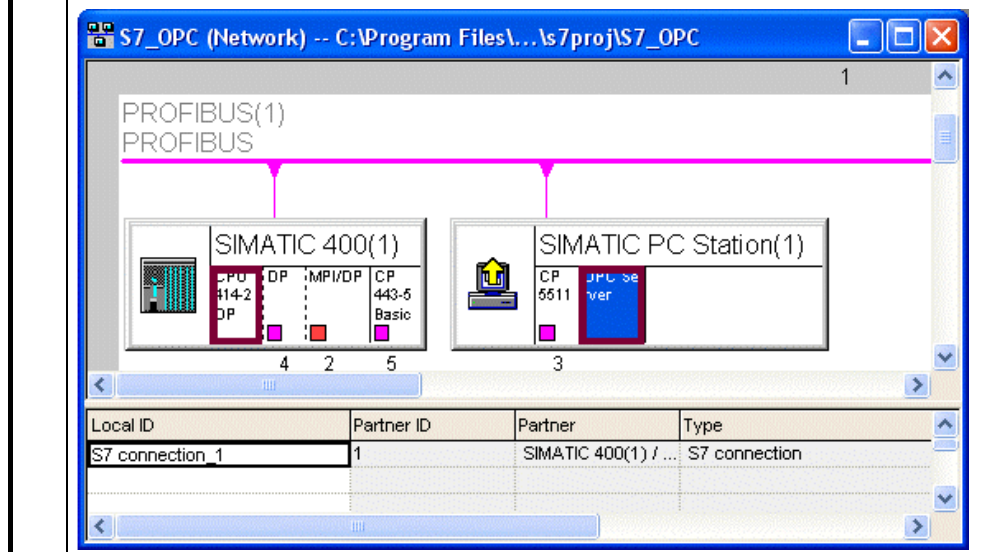 S7_OPC (Network) -- C:\Program Files\...\s7proj\S7_OPC
1
PROFIBUS(1)
PROFIBUS
SIMATIC 400(1)
CPU
414-2
DP
DP
MPI/DP
CP
443-5
Basic
4
2
5
SIMATIC PC Station(1)
CP
5511
OPC Se
rver
3
Local ID
Partner ID
Partner
Type
S7 connection_1
1
SIMATIC 400(1) / ...
S7 connection